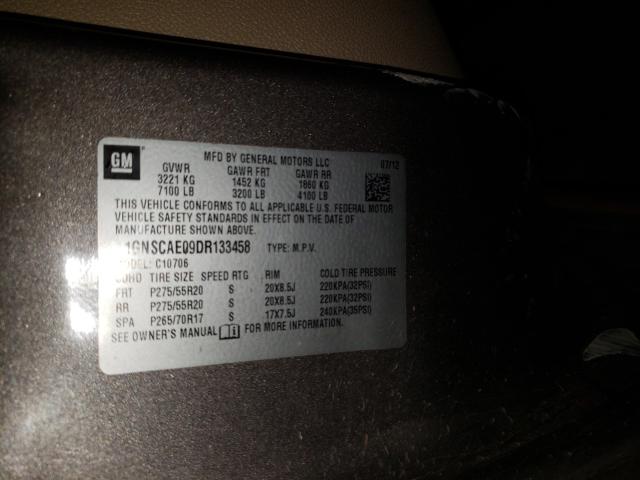 GM
MFD BY GENERAL MOTORS LLC 07/12
GVWR GAWR FRT GAWR RR
3221 KG 1452 KG 1860 KG
7100 LB 3200 LB 4100 LB
THIS VEHICLE CONFORMS TO ALL APPLICABLE U.S. FEDERAL MOTOR
VEHICLE SAFETY STANDARDS IN EFFECT ON THE DATE OF
MANUFACTURE SHOWN ABOVE.
1GNSCAE09DR133458 TYPE: M.P.V.
MODEL: C10706
TIRE SIZE SPEED RTG RIM COLD TIRE PRESSURE
FRT P275/55R20 S 20X8.5J 220KPA(32PSI)
RR P275/55R20 S 20X8.5J 220KPA(32PSI)
SPA P265/70R17 S 17X7.5J 240KPA(35PSI)
SEE OWNER'S MANUAL FOR MORE INFORMATION.